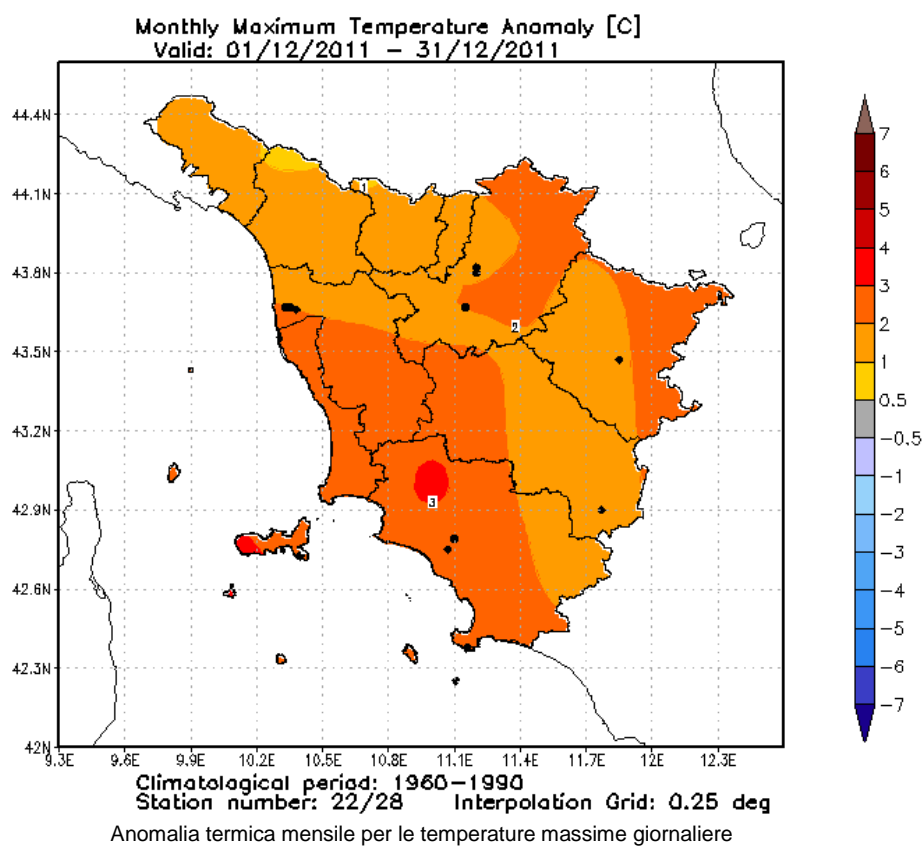 Monthly Maximum Temperature Anomaly [C]
Valid: 01/12/2011 – 31/12/2011
44.4N
44.1N
43.8N
43.5N
43.2N
42.9N
42.6N
42.3N
42N
9.3E 9.6E 9.9E 10.2E 10.5E 10.8E 11.1E 11.4E 11.7E 12E 12.3E
1
2
3
7
6
5
4
3
2
1
0.5
−0.5
−1
−2
−3
−4
−5
−6
−7
Climatological period: 1960–1990
Station number: 22/28 Interpolation Grid: 0.25 deg
Anomalia termica mensile per le temperature massime giornaliere